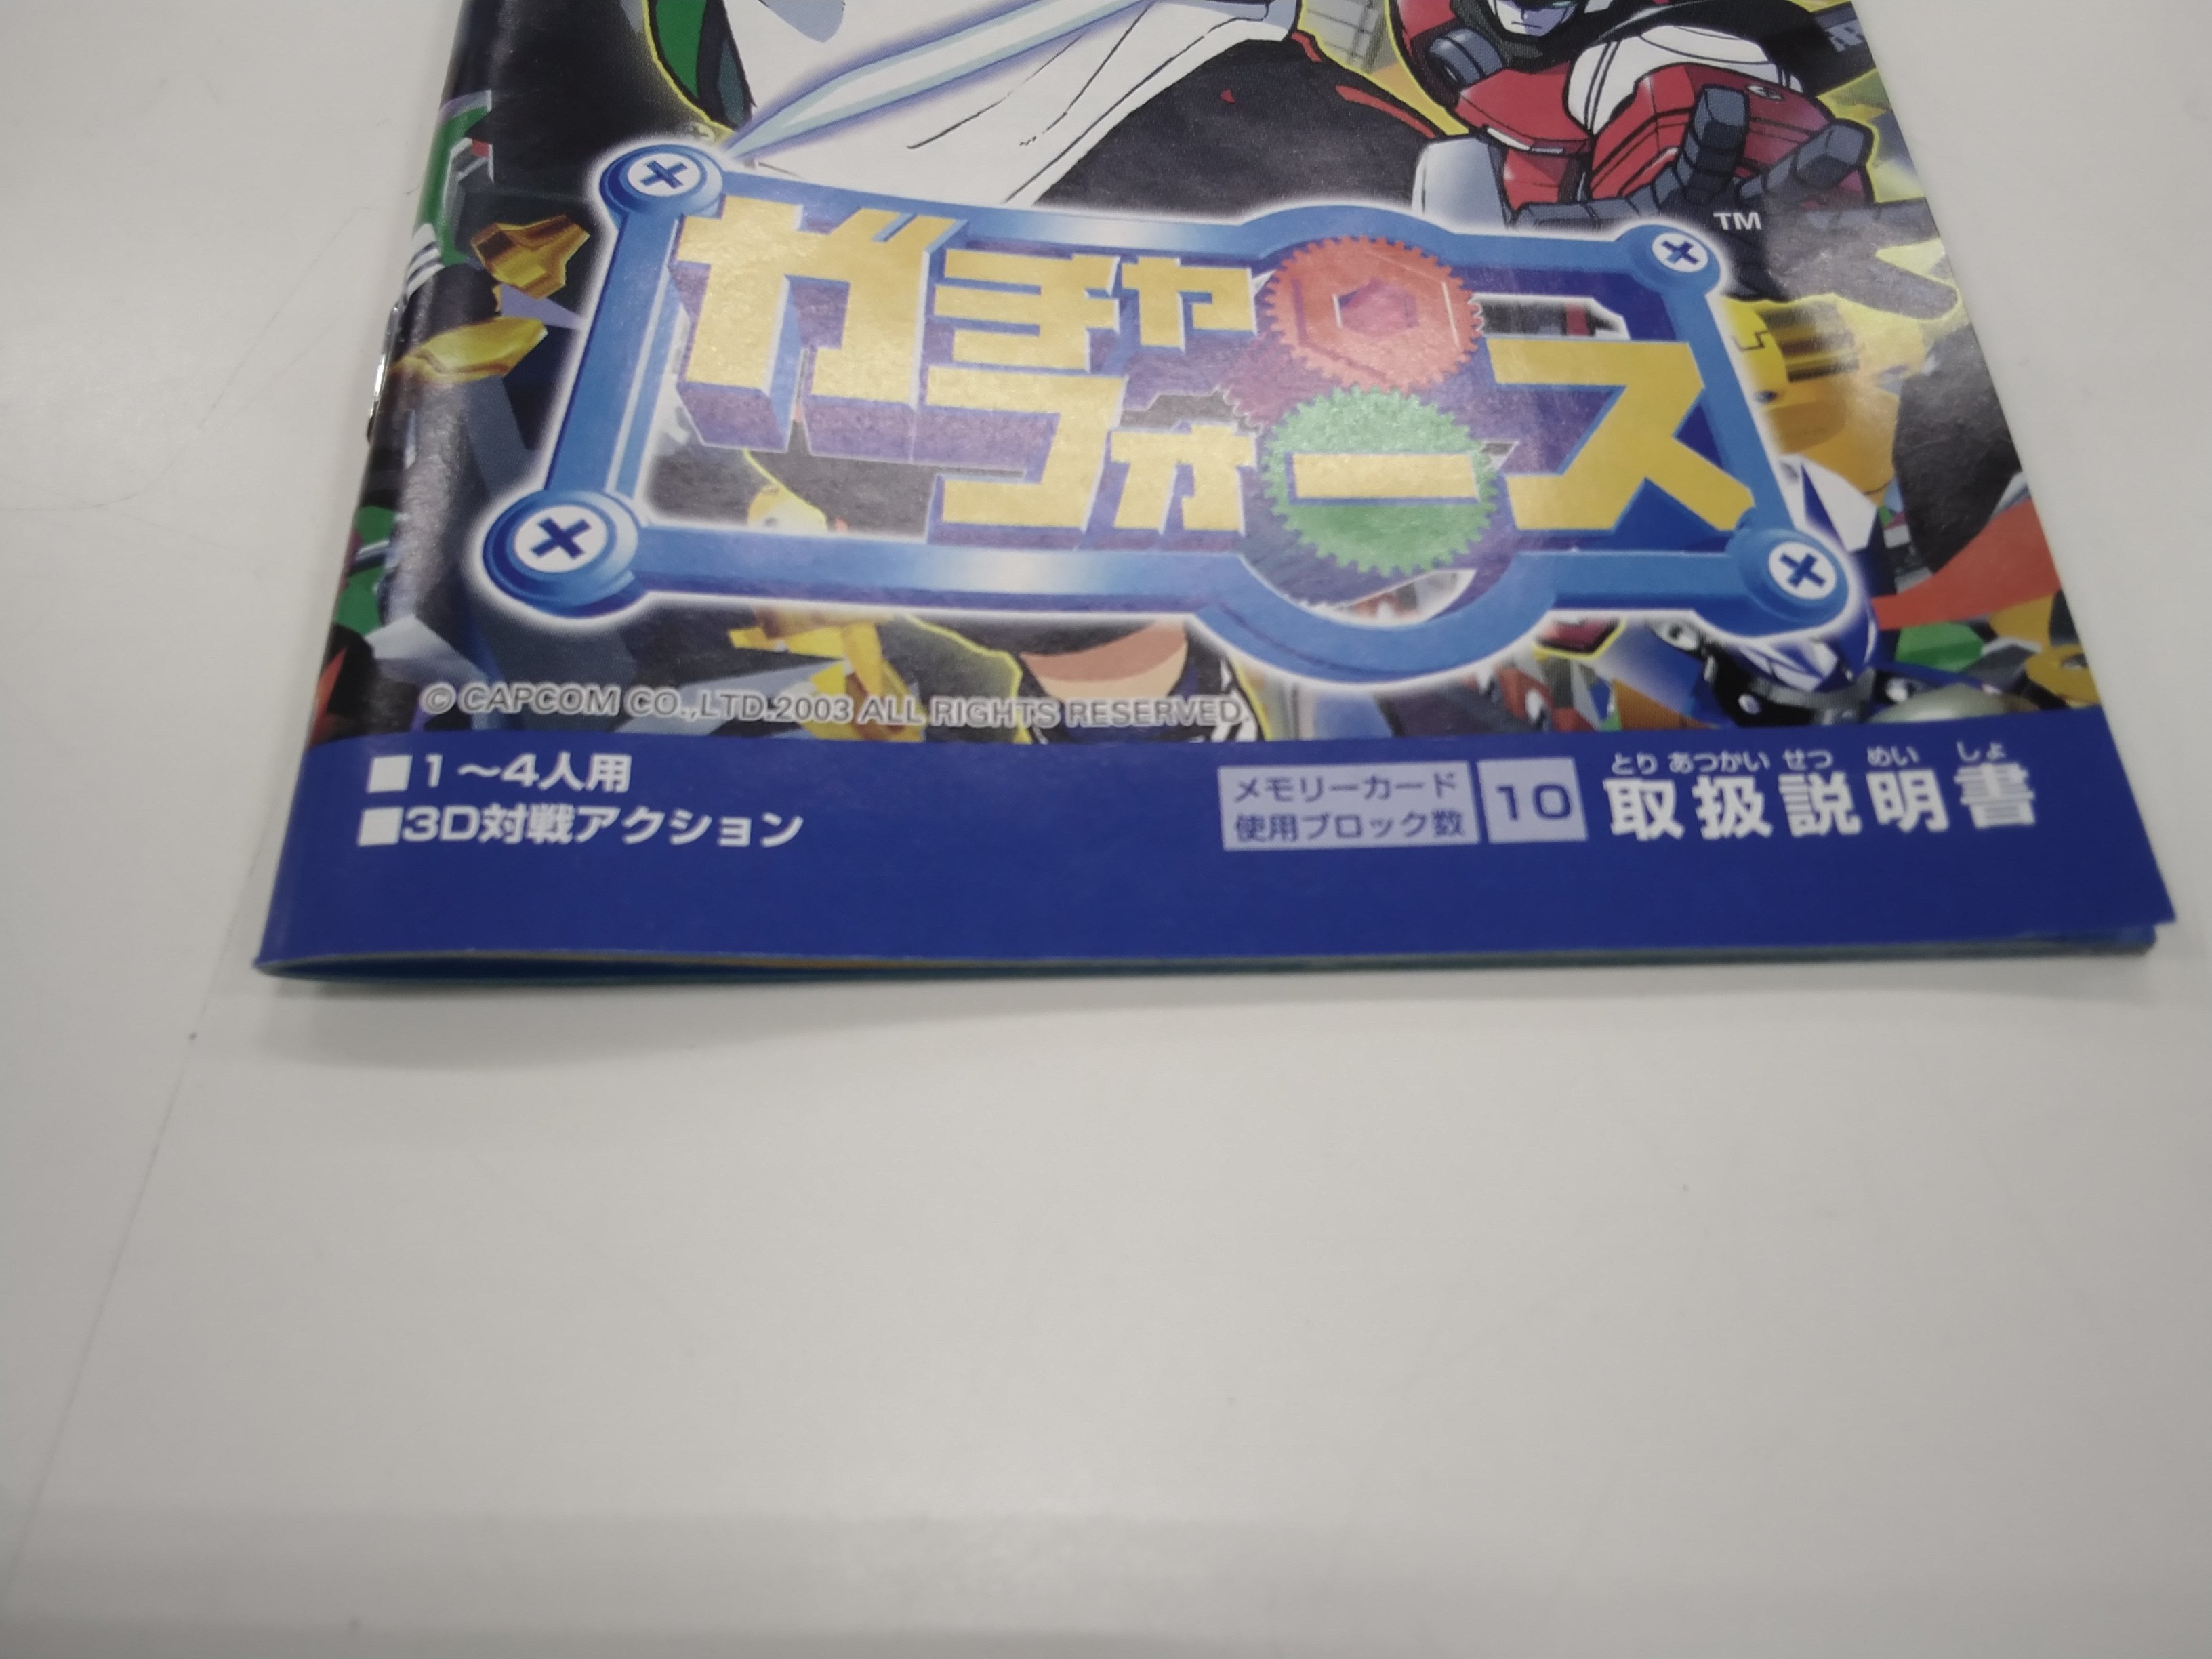 TM
ガチャ
フォース
© CAPCOM CO.,LTD.2003 ALL RIGHTS RESERVED
■1～4人用
■3D対戦アクション
メモリーカード
使用ブロック数
10
とり あつかい せつ めい しょ
取扱説明書